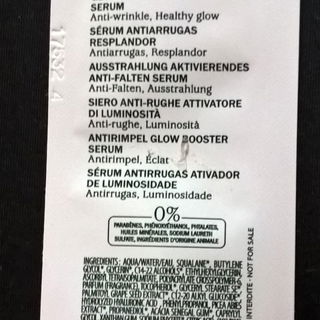 SERUM
Anti-wrinkle, Healthy glow
SÉRUM ANTIARRUGAS
RESPLANDOR
Antiarrugas, Resplandor
AUSSTRAHLUNG AKTIVIERENDES
ANTI-FALTEN SERUM
Anti-Falten, Ausstrahlung
SIERO ANTI-RUGHE ATTIVATORE
DI LUMINOSITÀ
Anti-rughe, Luminosità
ANTIRIMPEL GLOW BOOSTER
SERUM
Antirimpel, Éclat
SÉRUM ANTIRRUGAS ATIVADOR
DE LUMINOSIDADE
Antirrugas, Luminosidade
0%
PARABÈNES, PHÉNOXYÉTHANOL, PHTALATES,
HUILES MINÉRALES, SODIUM LAURETH
SULFATE, INGRÉDIENTS D'ORIGINE ANIMALE
INGREDIENTS: AQUA/WATER/EAU, SQUALANE*, BUTYLENE
GLYCOL*, GLYCERIN*, C14-22 ALCOHOLS*, ETHYLHEXYLGLYCERIN,
ASCORBYL TETRAISOPALMITATE, POLYACRYLATE CROSSPOLYMER-6,
PARFUM (FRAGRANCE), TOCOPHEROL*, GLYCERYL STEARATE SE*,
PALMITOYL GRAPE SEED EXTRACT*, C12-20 ALKYL GLUCOSIDE*,
HYDROLYZED HYALURONIC ACID*, PHENYLPROPANOL, PICEA ABIES
EXTRACT*, PROPANEDIOL*, ACACIA SENEGAL GUM*, CAPRYLYL
GLYCOL, XANTHAN GUM
INTERDITE - NOT FOR SALE
17632 4